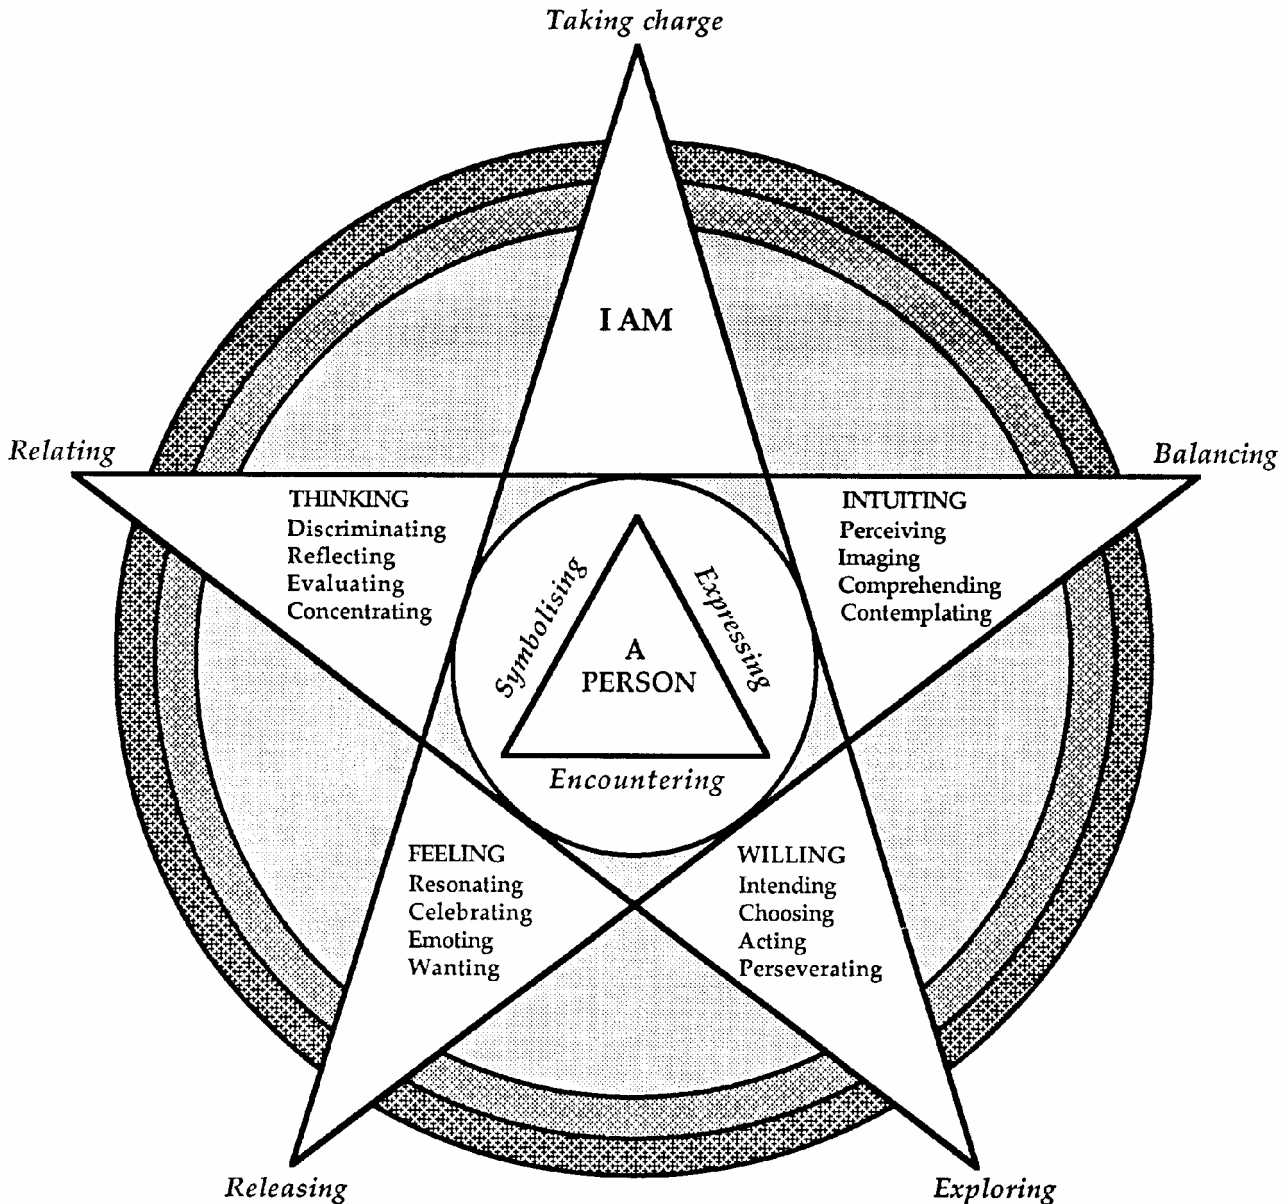 Taking charge
I AM
Relating
Balancing
THINKING
Discriminating
Reflecting
Evaluating
Concentrating
INTUITING
Perceiving
Imaging
Comprehending
Contemplating
Symbolising
Expressing
A
PERSON
Encountering
FEELING
Resonating
Celebrating
Emoting
Wanting
WILLING
Intending
Choosing
Acting
Perseverating
Releasing
Exploring